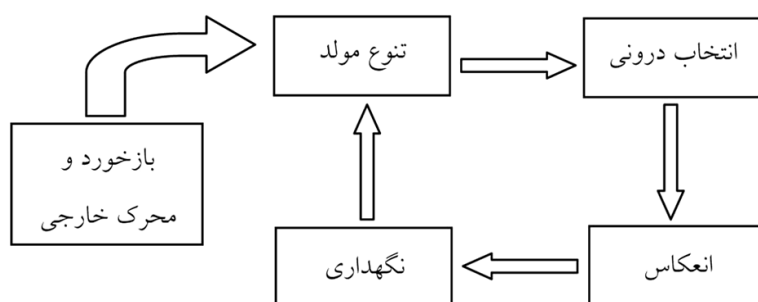 تنوع مولد
انتخاب درونی
بازخورد و
محرک خارجی
نگهداری
انعکاس